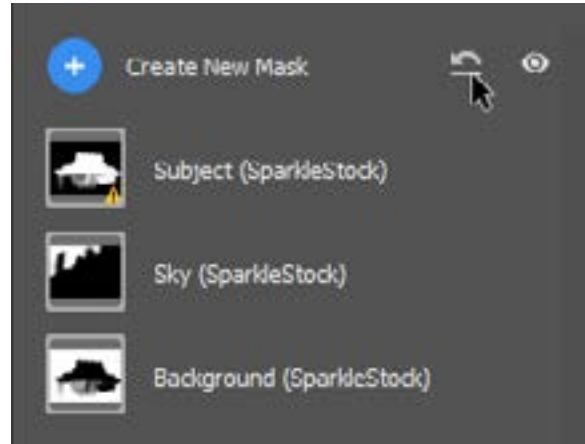 Create New Mask
Subject (SparkleStock)
Sky (SparkleStock)
Background (SparkleStock)